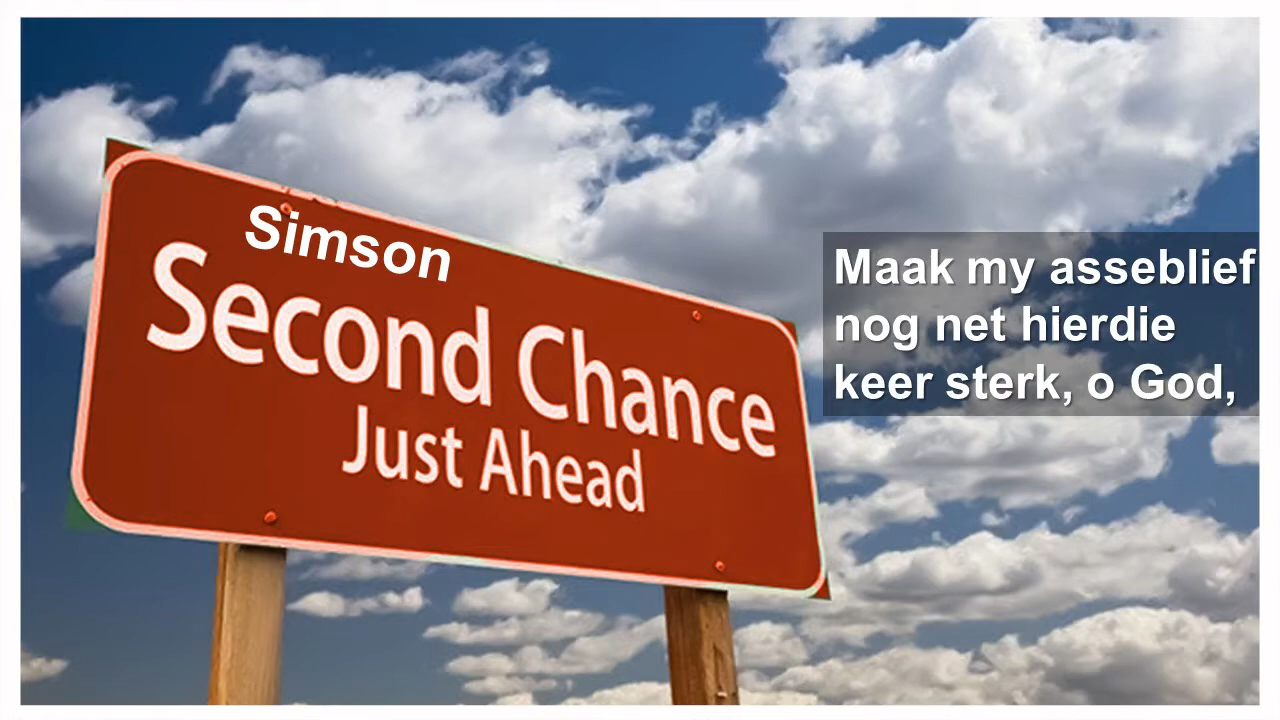 Simson
Second Chance
Just Ahead
Maak my asseblief
nog net hierdie
keer sterk, o God,